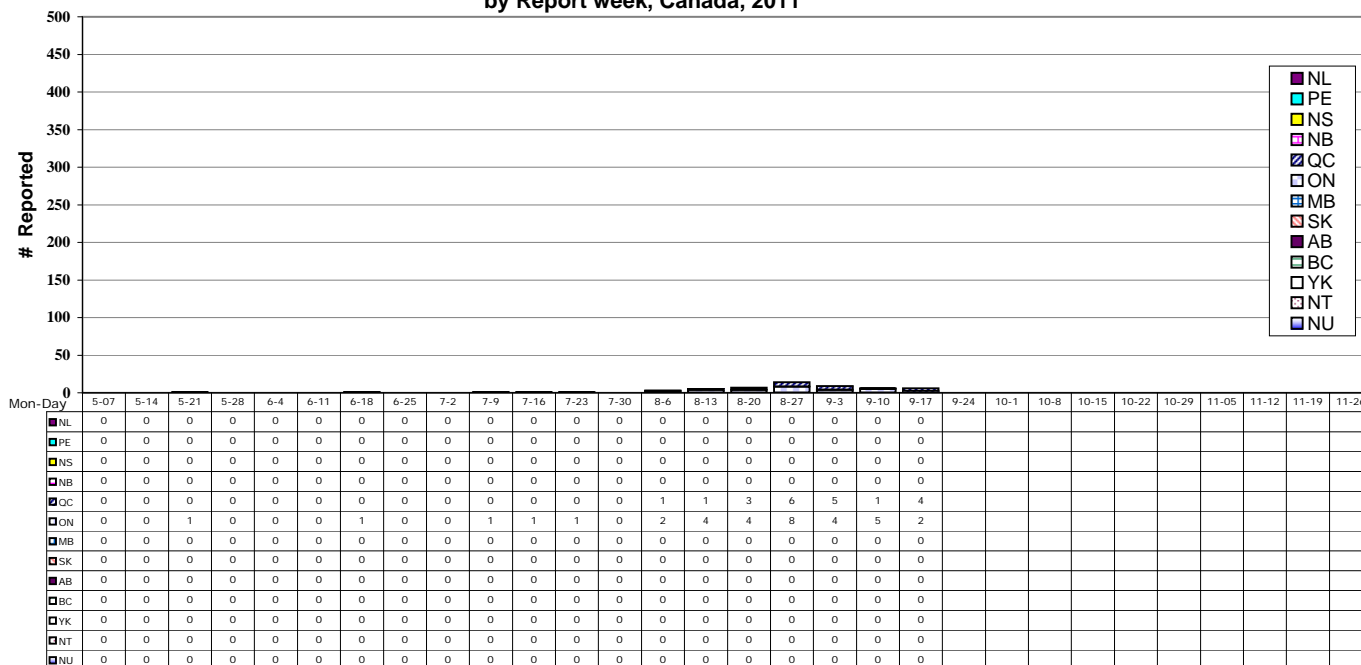 by Report week, Canada, 2011
500
450
400
350
300
250
200
150
100
50
0
# Reported
NL
PE
NS
NB
QC
ON
MB
SK
AB
BC
YK
NT
NU
Mon-Day 5-07 5-14 5-21 5-28 6-4 6-11 6-18 6-25 7-2 7-9 7-16 7-23 7-30 8-6 8-13 8-20 8-27 9-3 9-10 9-17 9-24 10-1 10-8 10-15 10-22 10-29 11-05 11-12 11-19 11-26
NL 0 0 0 0 0 0 0 0 0 0 0 0 0 0 0 0 0 0 0 0
PE 0 0 0 0 0 0 0 0 0 0 0 0 0 0 0 0 0 0 0 0
NS 0 0 0 0 0 0 0 0 0 0 0 0 0 0 0 0 0 0 0 0
NB 0 0 0 0 0 0 0 0 0 0 0 0 0 0 0 0 0 0 0 0
QC 0 0 0 0 0 0 0 0 0 0 0 0 0 1 1 3 6 5 1 4
ON 0 0 1 0 0 0 1 0 0 1 1 1 0 2 4 4 8 4 5 2
MB 0 0 0 0 0 0 0 0 0 0 0 0 0 0 0 0 0 0 0 0
SK 0 0 0 0 0 0 0 0 0 0 0 0 0 0 0 0 0 0 0 0
AB 0 0 0 0 0 0 0 0 0 0 0 0 0 0 0 0 0 0 0 0
BC 0 0 0 0 0 0 0 0 0 0 0 0 0 0 0 0 0 0 0 0
YK 0 0 0 0 0 0 0 0 0 0 0 0 0 0 0 0 0 0 0 0
NT 0 0 0 0 0 0 0 0 0 0 0 0 0 0 0 0 0 0 0 0
NU 0 0 0 0 0 0 0 0 0 0 0 0 0 0 0 0 0 0 0 0